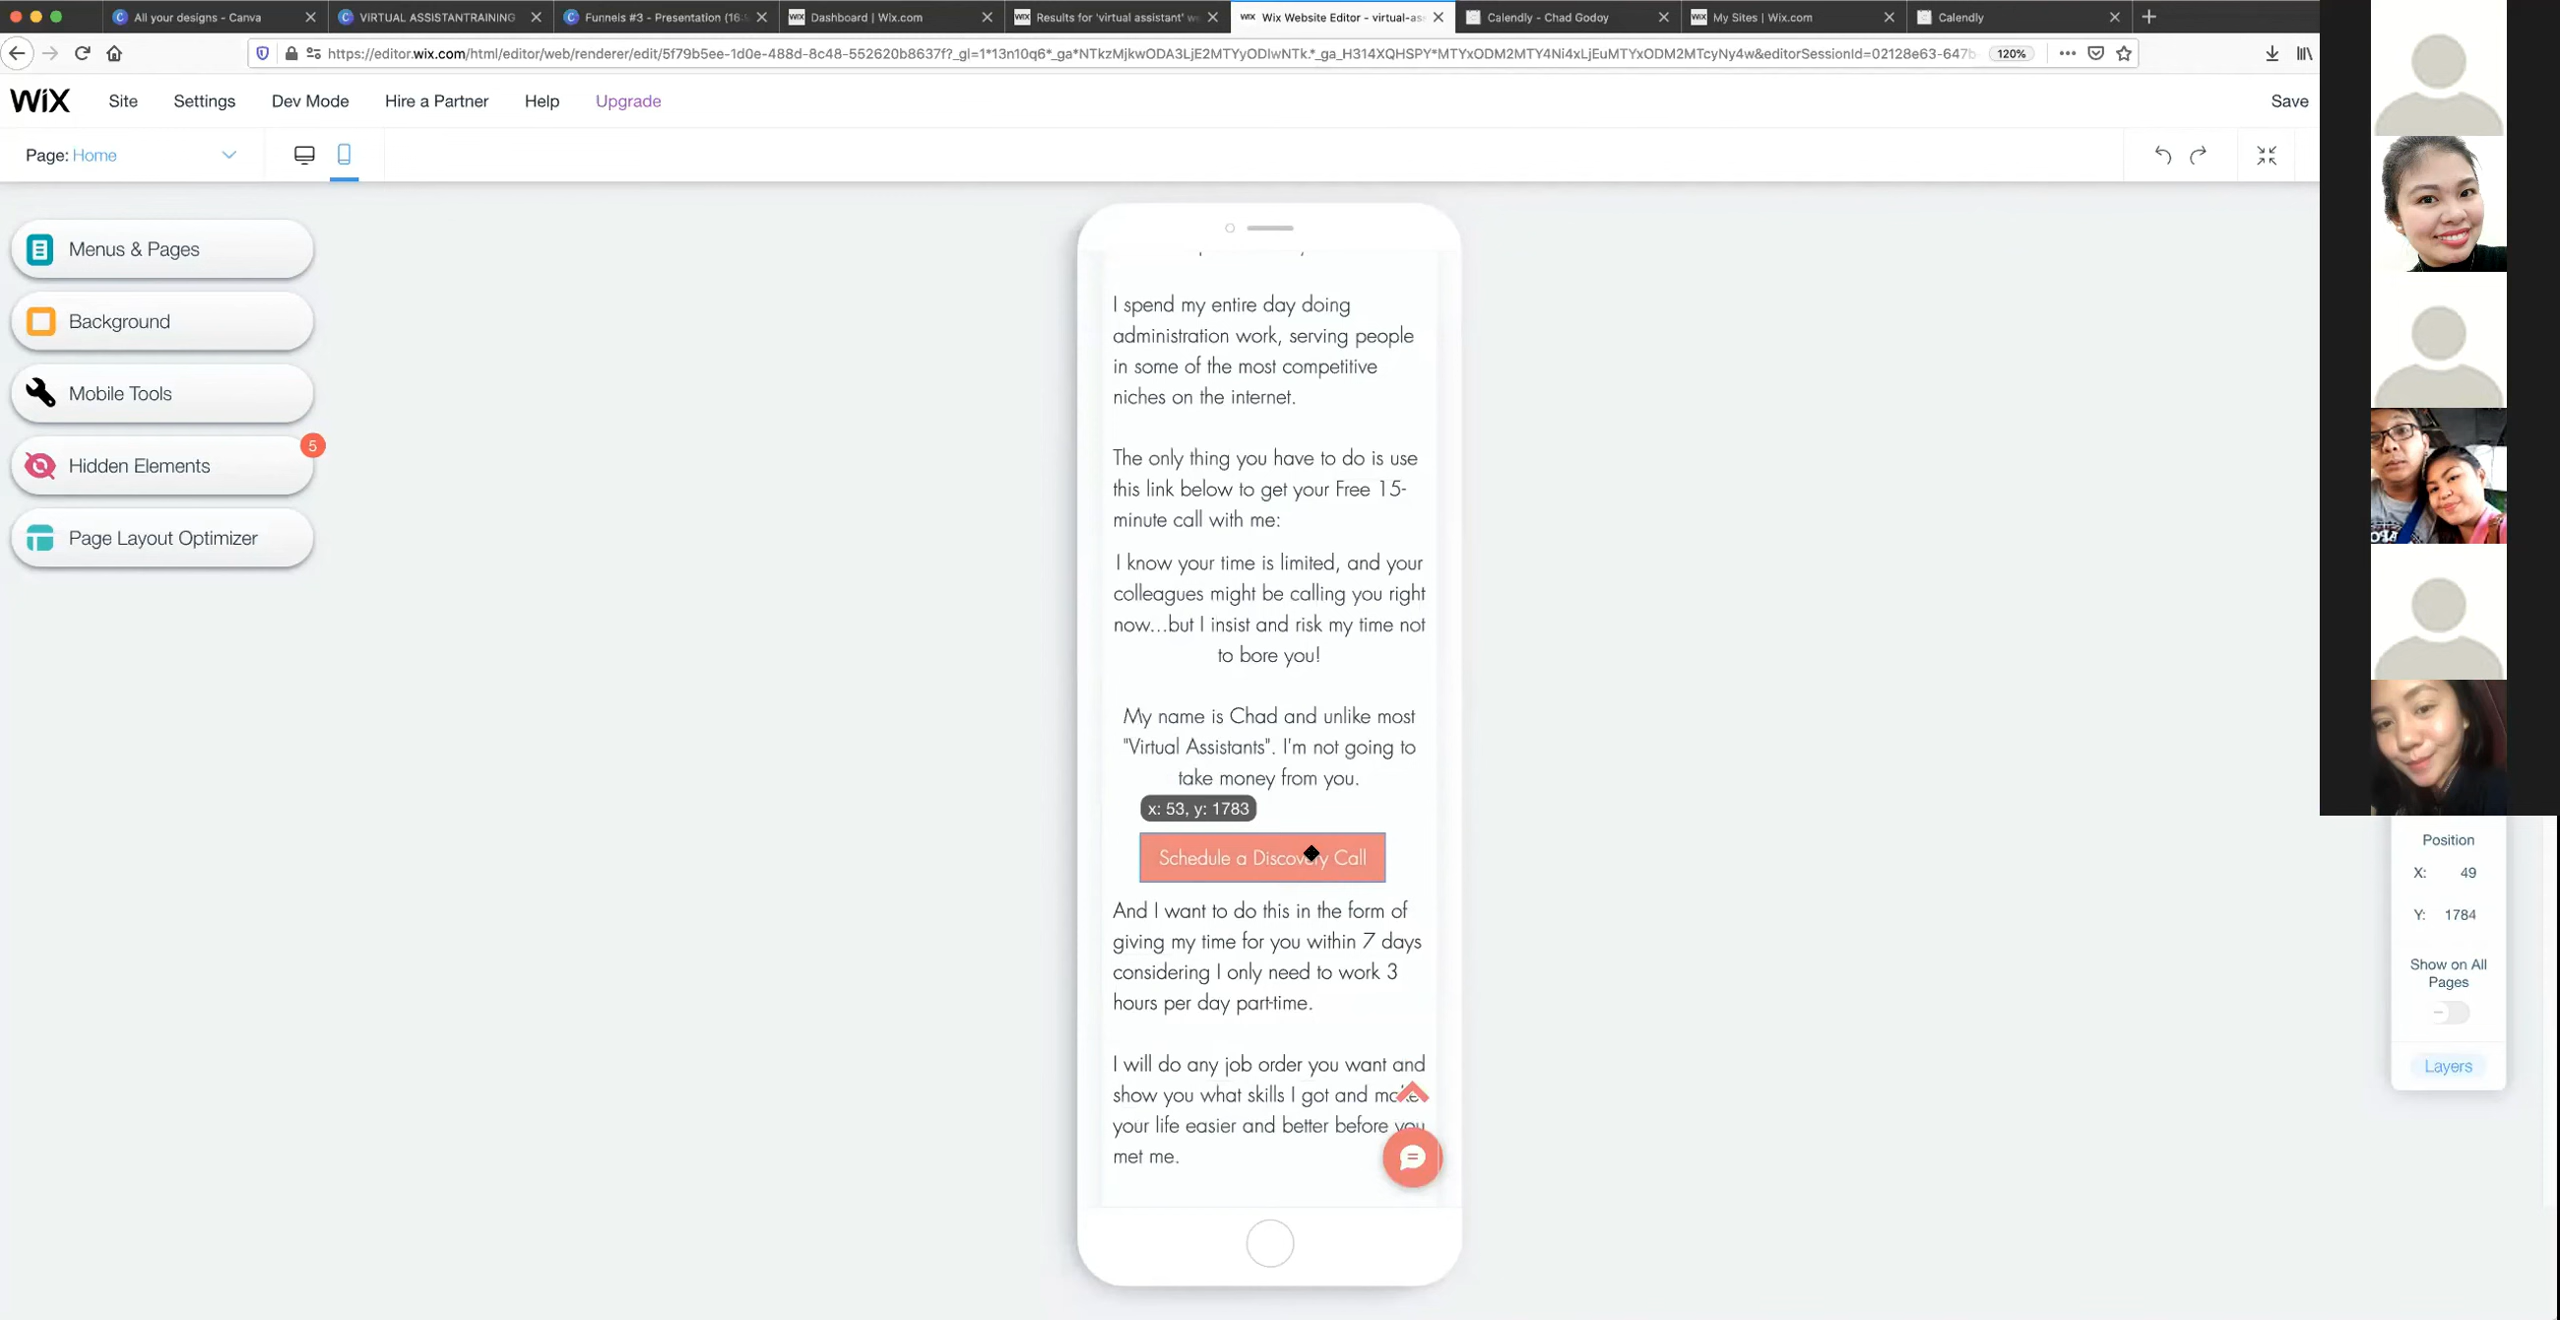 All your designs - Canva
VIRTUAL ASSISTANTRAINING
Funnels #3 - Presentation (16:
Dashboard | Wix.com
Results for 'virtual assistant' w
Wix Website Editor - virtual-as
Calendly - Chad Godoy
My Sites | Wix.com
Calendly
120%
WiX
Site
Settings
Dev Mode
Hire a Partner
Help
Upgrade
Save
Page: Home
Menus & Pages
Background
Mobile Tools
5
Hidden Elements
Page Layout Optimizer
I spend my entire day doing
administration work, serving people
in some of the most competitive
niches on the internet.
The only thing you have to do is use
this link below to get your Free 15-
minute call with me:
I know your time is limited, and your
colleagues might be calling you right
now...but I insist and risk my time not
to bore you!
My name is Chad and unlike most
"Virtual Assistants". I'm not going to
take money from you.
x: 53, y: 1783
Schedule a Discovery Call
And I want to do this in the form of
giving my time for you within 7 days
considering I only need to work 3
hours per day part-time.
I will do any job order you want and
show you what skills I got and make
your life easier and better before you
met me.
Position
X: 49
Y: 1784
Show on All
Pages
Layers